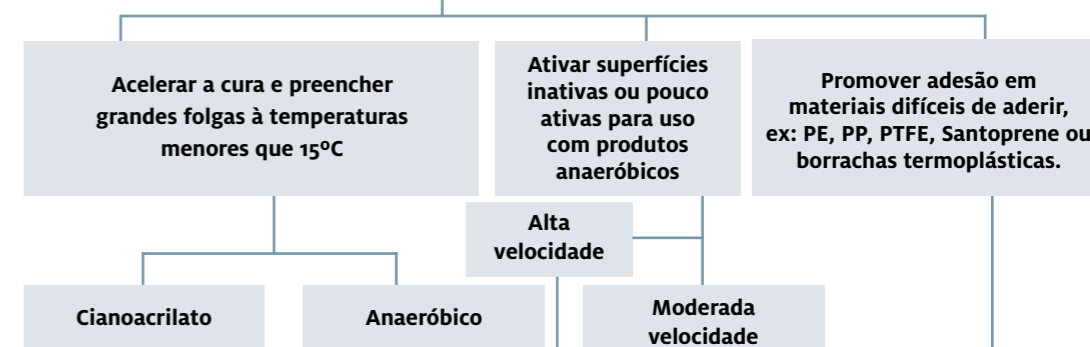 Acelerar a cura e preencher
grandes folgas à temperaturas
menores que 15ºC
Ativar superfícies
inativas ou pouco
ativas para uso
com produtos
anaeróbicos
Promover adesão em
materiais difíceis de aderir,
ex: PE, PP, PTFE, Santoprene ou
borrachas termoplásticas.
Alta
velocidade
Cianoacrilato
Anaeróbico
Moderada
velocidade